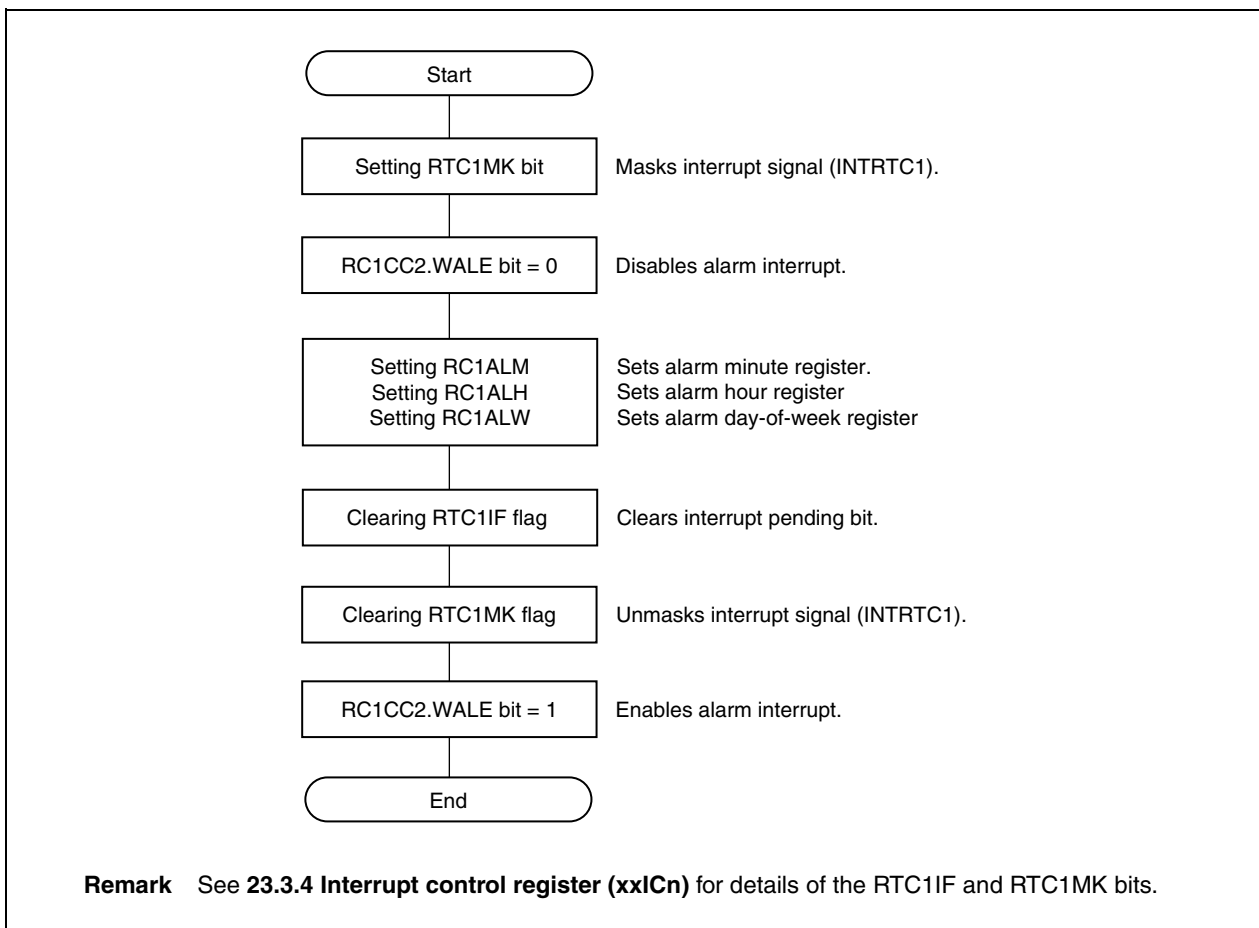 Start
Setting RTC1MK bit Masks interrupt signal (INTRTC1).
RC1CC2.WALE bit = 0 Disables alarm interrupt.
Setting RC1ALM Sets alarm minute register.
Setting RC1ALH Sets alarm hour register
Setting RC1ALW Sets alarm day-of-week register
Clearing RTC1IF flag Clears interrupt pending bit.
Clearing RTC1MK flag Unmasks interrupt signal (INTRTC1).
RC1CC2.WALE bit = 1 Enables alarm interrupt.
End
Remark See 23.3.4 Interrupt control register (xxICn) for details of the RTC1IF and RTC1MK bits.